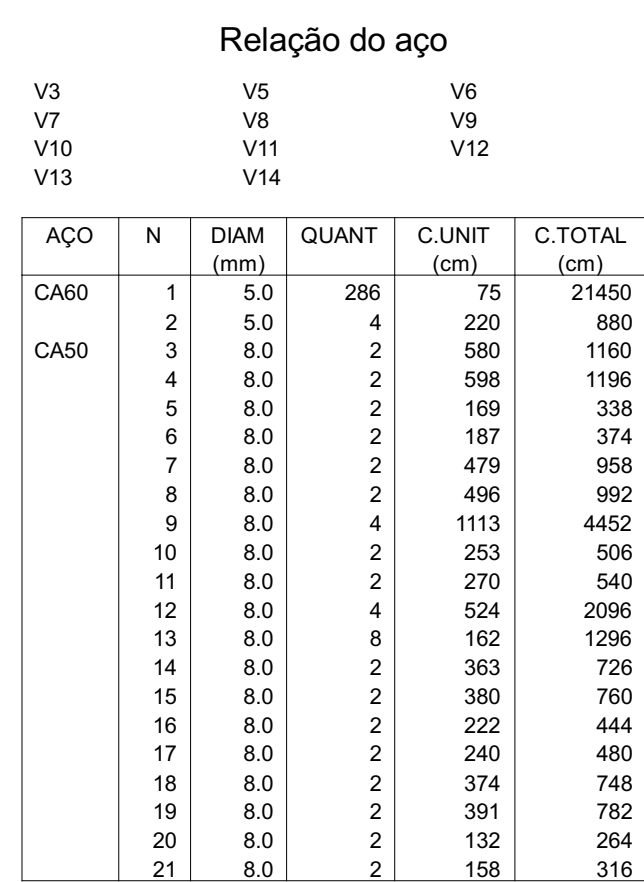 Relação do aço
V3 V5 V6
V7 V8 V9
V10 V11 V12
V13 V14
AÇO N DIAM QUANT C.UNIT C.TOTAL
(mm) (cm) (cm)
CA60 1 5.0 286 75 21450
2 5.0 4 220 880
CA50 3 8.0 2 580 1160
4 8.0 2 598 1196
5 8.0 2 169 338
6 8.0 2 187 374
7 8.0 2 479 958
8 8.0 2 496 992
9 8.0 4 1113 4452
10 8.0 2 253 506
11 8.0 2 270 540
12 8.0 4 524 2096
13 8.0 8 162 1296
14 8.0 2 363 726
15 8.0 2 380 760
16 8.0 2 222 444
17 8.0 2 240 480
18 8.0 2 374 748
19 8.0 2 391 782
20 8.0 2 132 264
21 8.0 2 158 316